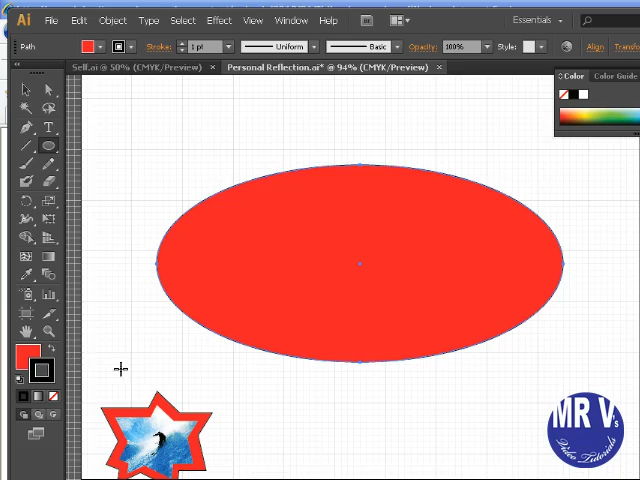 Ai File Edit Object Type Select Effect View Window Help Br Essentials
Path Stroke: 1 pt Uniform Basic Opacity: 100% Style: Align Transfo
Self.ai @ 50% (CMYK/Preview) × Personal Reflection.ai* @ 94% (CMYK/Preview) ×
Color Color Guide
T
MR V's
Video Tutorials